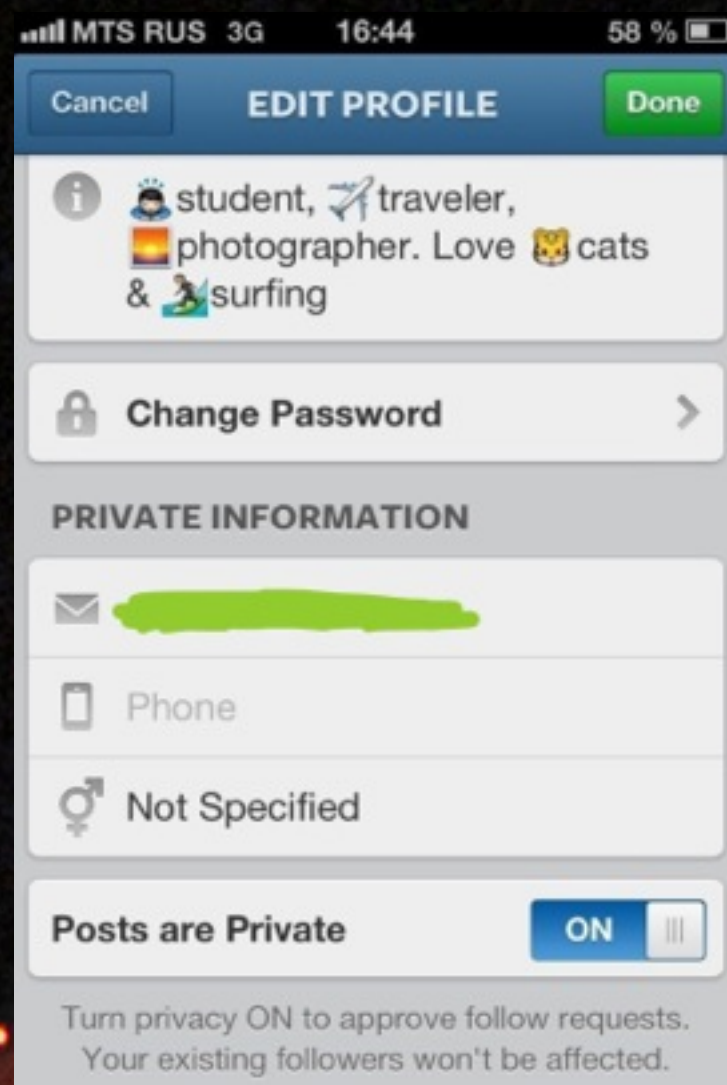 MTS RUS 3G 16:44 58 %
Cancel EDIT PROFILE Done
🙇student, ✈️traveler,
🌅photographer. Love 🐯cats
& 🏄surfing
Change Password
PRIVATE INFORMATION
Phone
Not Specified
Posts are Private ON
Turn privacy ON to approve follow requests.
Your existing followers won't be affected.